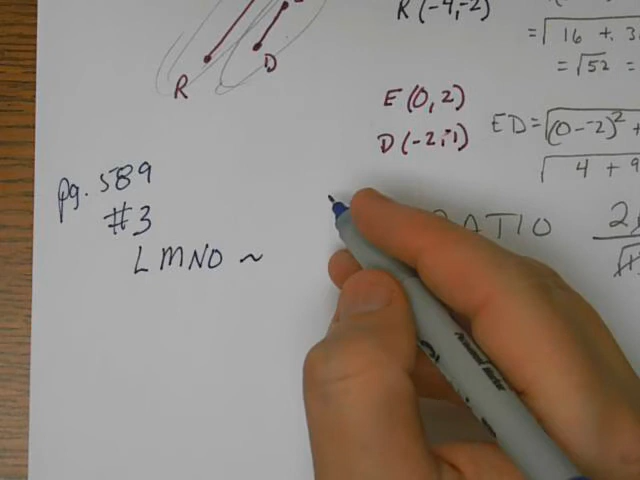 R
D
R (-4,-2)
= √16 + 3
= √52 =
E (0, 2)
D (-2,-1)
ED = √(0--2)² +
√4 + 9
RATIO
pg. 589
#3
LMNO ~